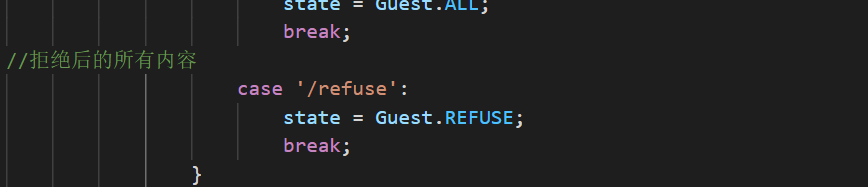 state = Guest.ALL;
break;
//拒绝后的所有内容
case '/refuse':
state = Guest.REFUSE;
break;
}